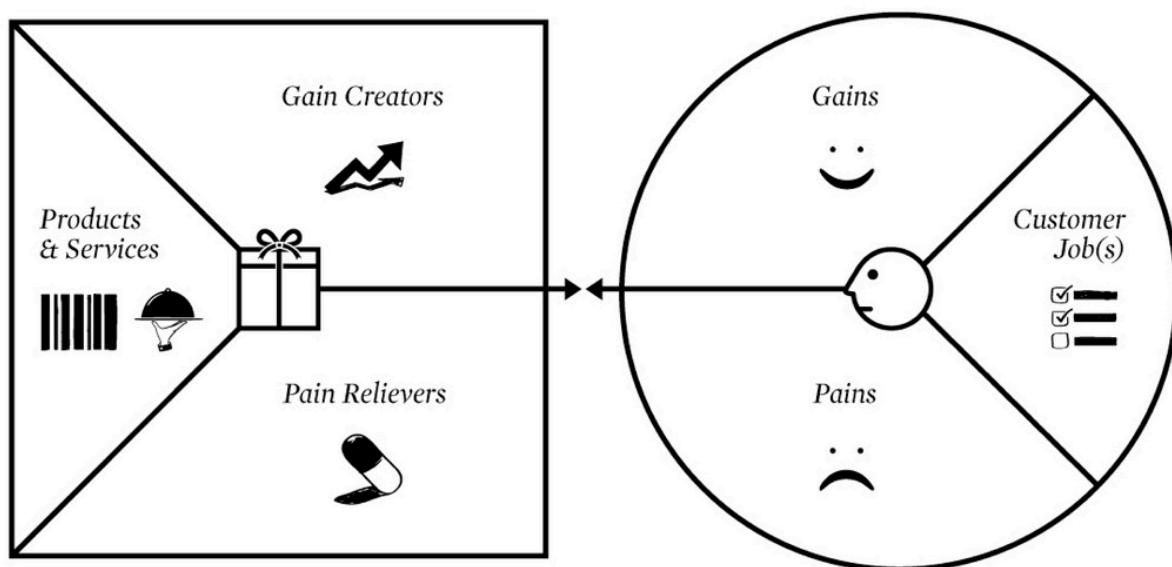 Gain Creators
Gains
Products
& Services
Customer
Job(s)
Pain Relievers
Pains